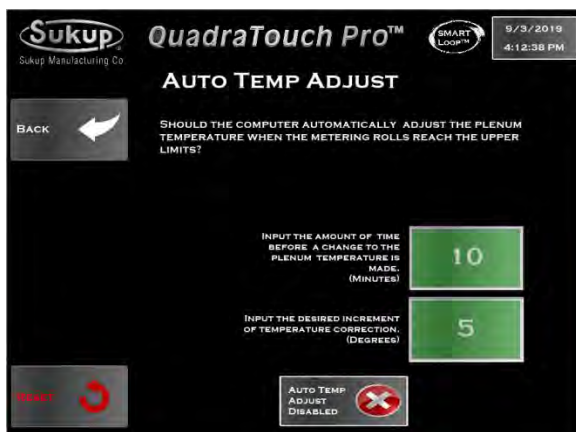 Sukup
Sukup Manufacturing Co
QuadraTouch Pro™
SMART
LOOP™
9/3/2019
4:12:38 PM
AUTO TEMP ADJUST
BACK
SHOULD THE COMPUTER AUTOMATICALLY ADJUST THE PLENUM
TEMPERATURE WHEN THE METERING ROLLS REACH THE UPPER
LIMITS?
INPUT THE AMOUNT OF TIME
BEFORE A CHANGE TO THE
PLENUM TEMPERATURE IS
MADE.
(MINUTES)
10
INPUT THE DESIRED INCREMENT
OF TEMPERATURE CORRECTION.
(DEGREES)
5
RESET
AUTO TEMP
ADJUST
DISABLED